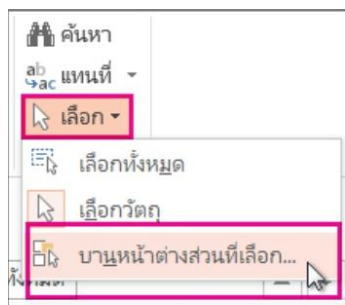 ค้นหา
แทนที่
เลือก
เลือกทั้งหมด
เลือกวัตถุ
บานหน้าต่างส่วนที่เลือก...